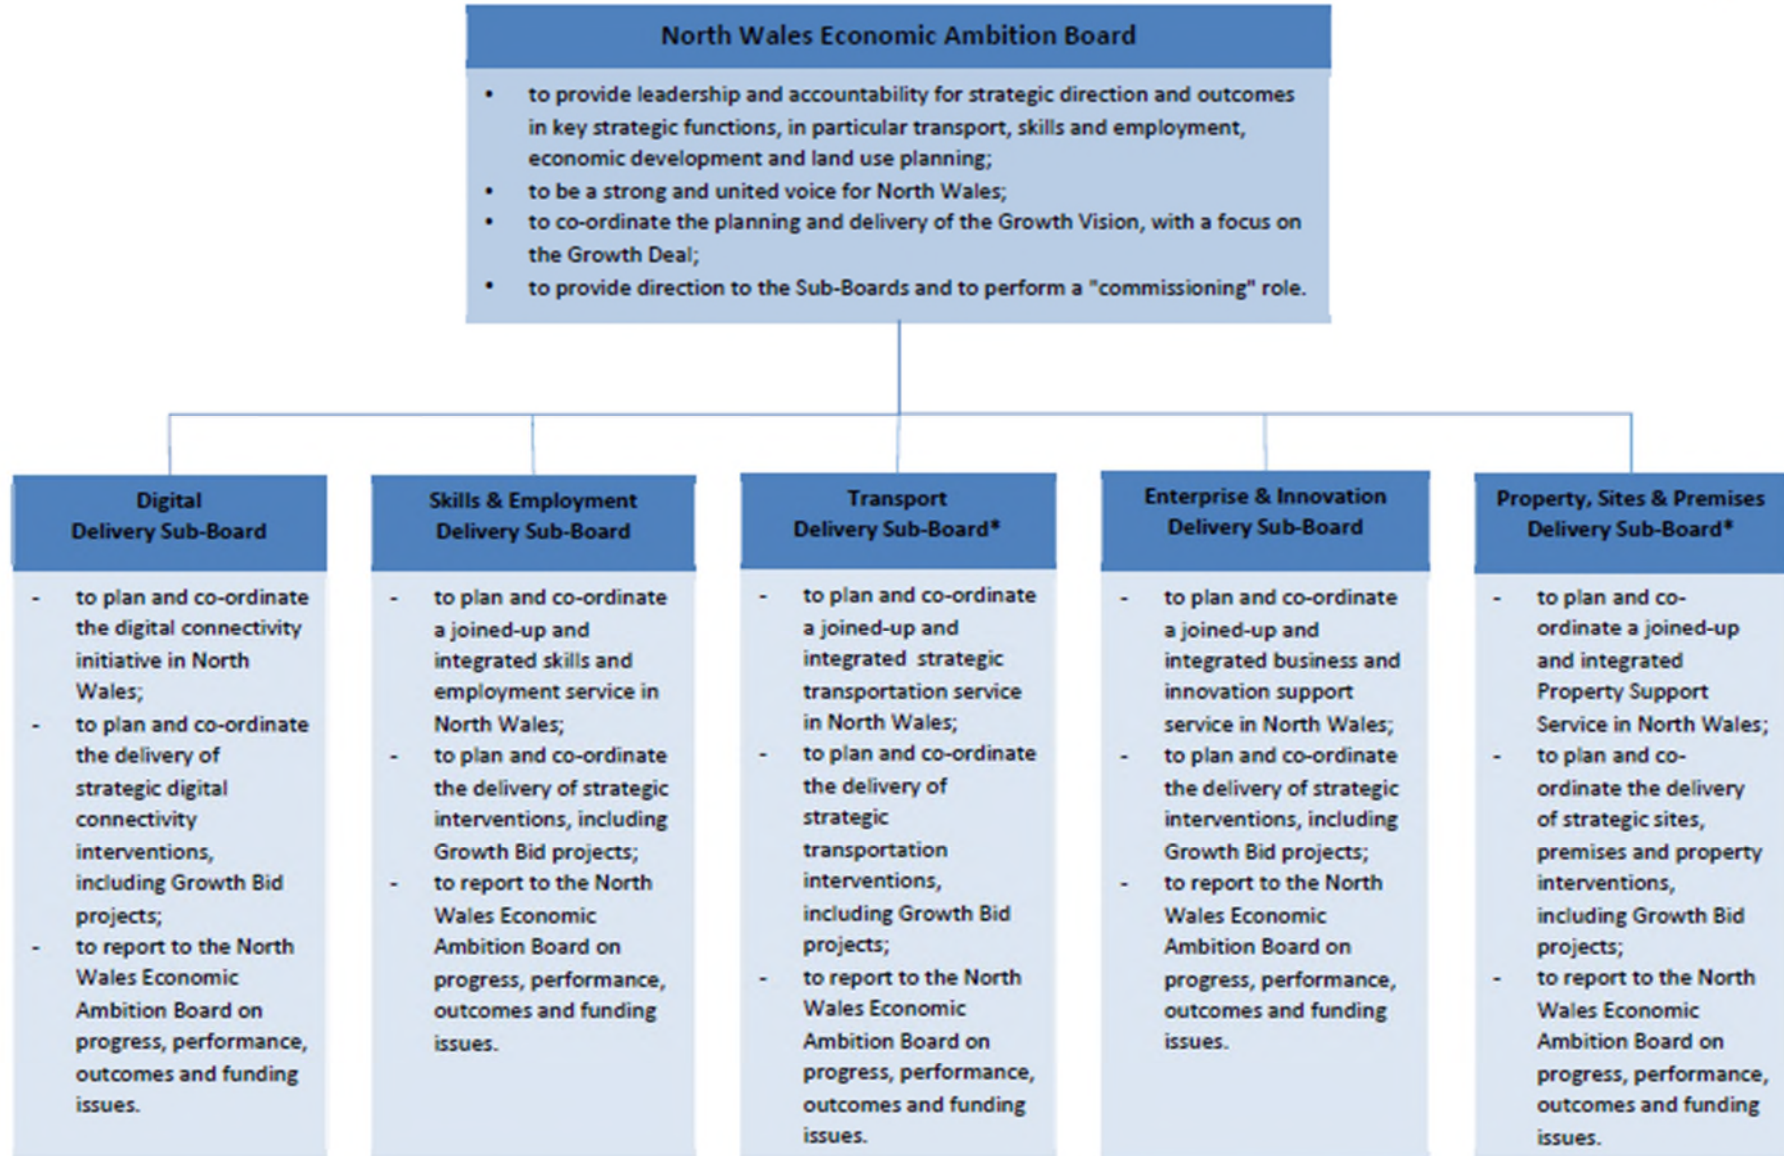 North Wales Economic Ambition Board
• to provide leadership and accountability for strategic direction and outcomes
in key strategic functions, in particular transport, skills and employment,
economic development and land use planning;
• to be a strong and united voice for North Wales;
• to co-ordinate the planning and delivery of the Growth Vision, with a focus on
the Growth Deal;
• to provide direction to the Sub-Boards and to perform a "commissioning" role.
Digital
Delivery Sub-Board
- to plan and co-ordinate
the digital connectivity
initiative in North
Wales;
- to plan and co-ordinate
the delivery of
strategic digital
connectivity
interventions,
including Growth Bid
projects;
- to report to the North
Wales Economic
Ambition Board on
progress, performance,
outcomes and funding
issues.
Skills & Employment
Delivery Sub-Board
- to plan and co-ordinate
a joined-up and
integrated skills and
employment service in
North Wales;
- to plan and co-ordinate
the delivery of strategic
interventions, including
Growth Bid projects;
- to report to the North
Wales Economic
Ambition Board on
progress, performance,
outcomes and funding
issues.
Transport
Delivery Sub-Board*
- to plan and co-ordinate
a joined-up and
integrated strategic
transportation service
in North Wales;
- to plan and co-ordinate
the delivery of
strategic
transportation
interventions,
including Growth Bid
projects;
- to report to the North
Wales Economic
Ambition Board on
progress, performance,
outcomes and funding
issues.
Enterprise & Innovation
Delivery Sub-Board
- to plan and co-ordinate
a joined-up and
integrated business and
innovation support
service in North Wales;
- to plan and co-ordinate
the delivery of strategic
interventions, including
Growth Bid projects;
- to report to the North
Wales Economic
Ambition Board on
progress, performance,
outcomes and funding
issues.
Property, Sites & Premises
Delivery Sub-Board*
- to plan and co-
ordinate a joined-up
and integrated
Property Support
Service in North Wales;
- to plan and co-
ordinate the delivery
of strategic sites,
premises and property
interventions,
including Growth Bid
projects;
- to report to the North
Wales Economic
Ambition Board on
progress, performance,
outcomes and funding
issues.